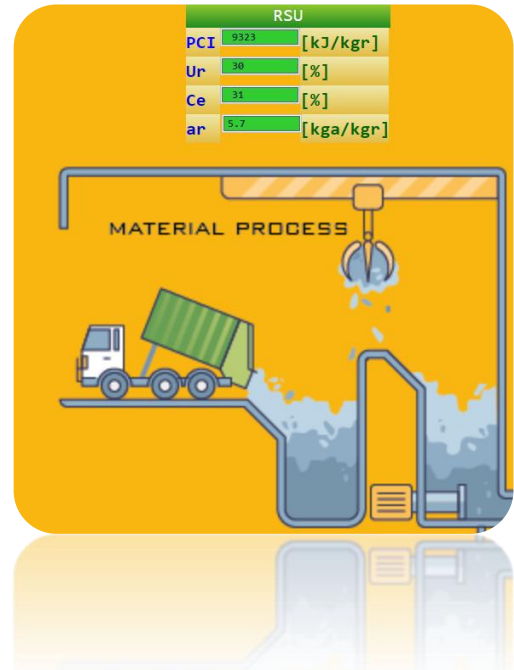 RSU
PCI 9323 [kJ/kgr]
Ur 30 [%]
Ce 31 [%]
ar 5.7 [kga/kgr]
MATERIAL PROCESS